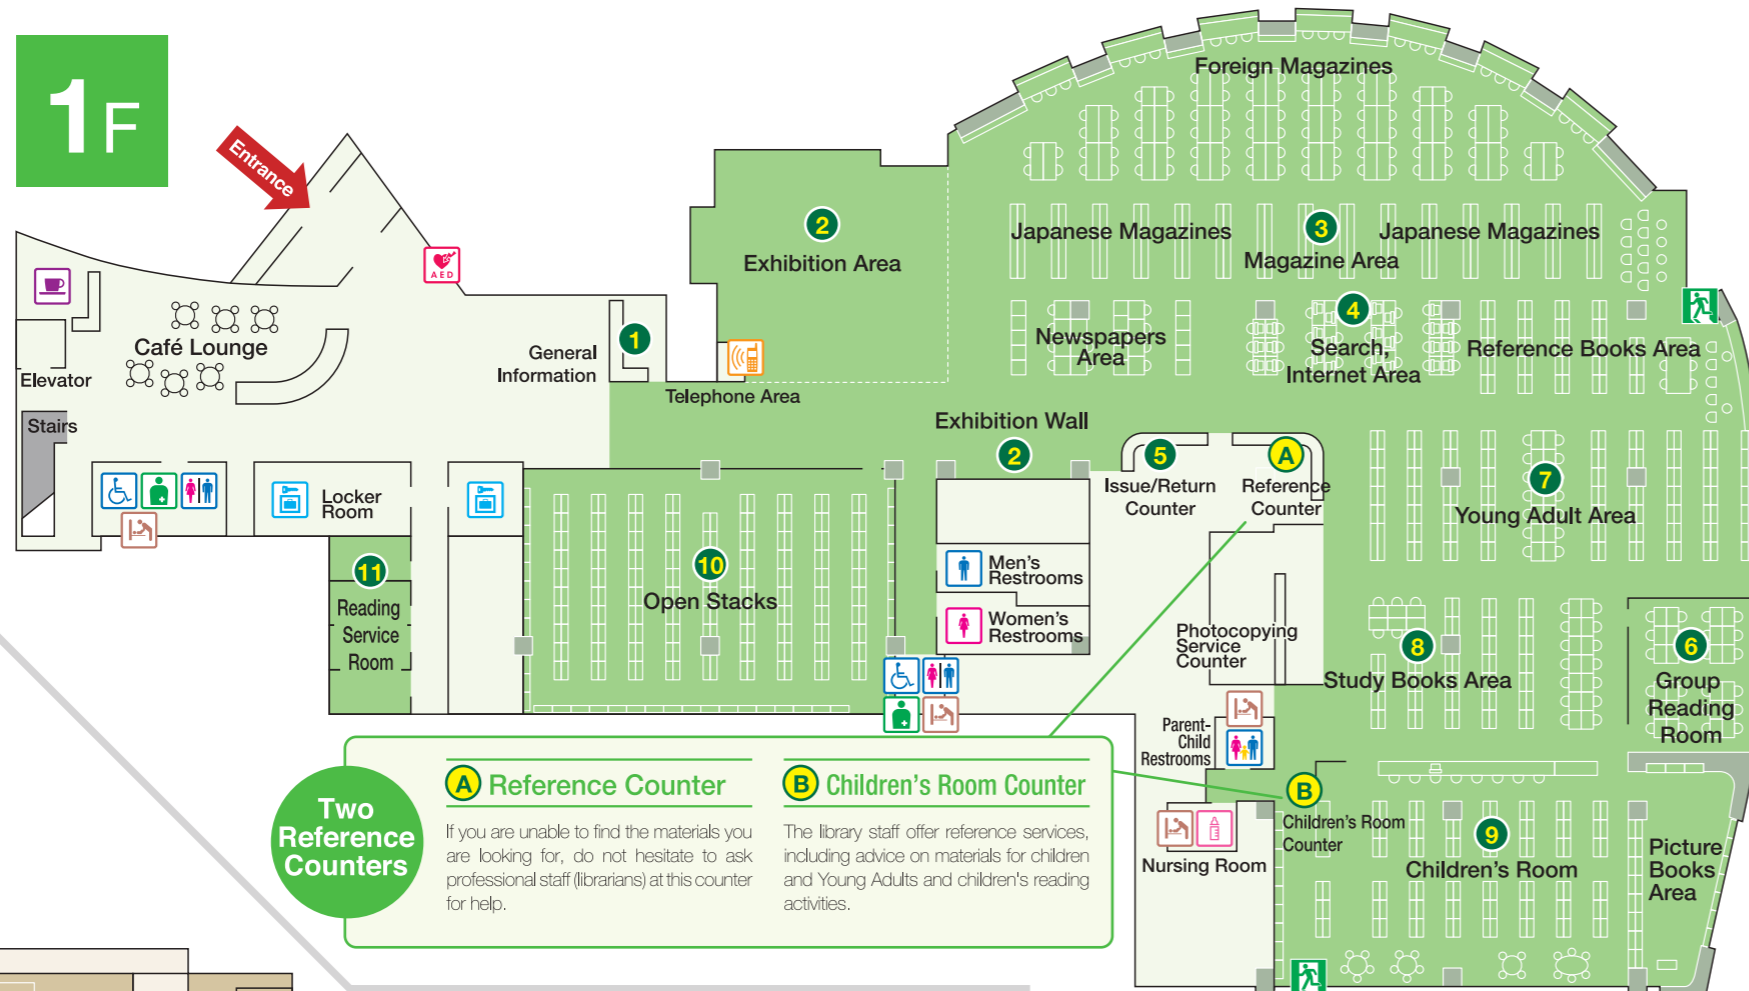 1F
Entrance
AED
Foreign Magazines
2
Exhibition Area
Japanese Magazines
3
Magazine Area
Japanese Magazines
Café Lounge
Elevator
Stairs
General
Information
1
Telephone Area
Newspapers
Area
4
Search,
Internet Area
Reference Books Area
Exhibition Wall
2
5
Issue/Return
Counter
A
Reference
Counter
7
Young Adult Area
Locker
Room
11
Reading
Service
Room
10
Open Stacks
Men's
Restrooms
Women's
Restrooms
Photocopying
Service
Counter
8
Study Books Area
6
Group
Reading
Room
Parent-
Child
Restrooms
Nursing Room
B
Children's Room
Counter
9
Children's Room
Picture
Books
Area
Two
Reference
Counters
A Reference Counter
If you are unable to find the materials you
are looking for, do not hesitate to ask
professional staff (librarians) at this counter
for help.
B Children's Room Counter
The library staff offer reference services,
including advice on materials for children
and Young Adults and children's reading
activities.